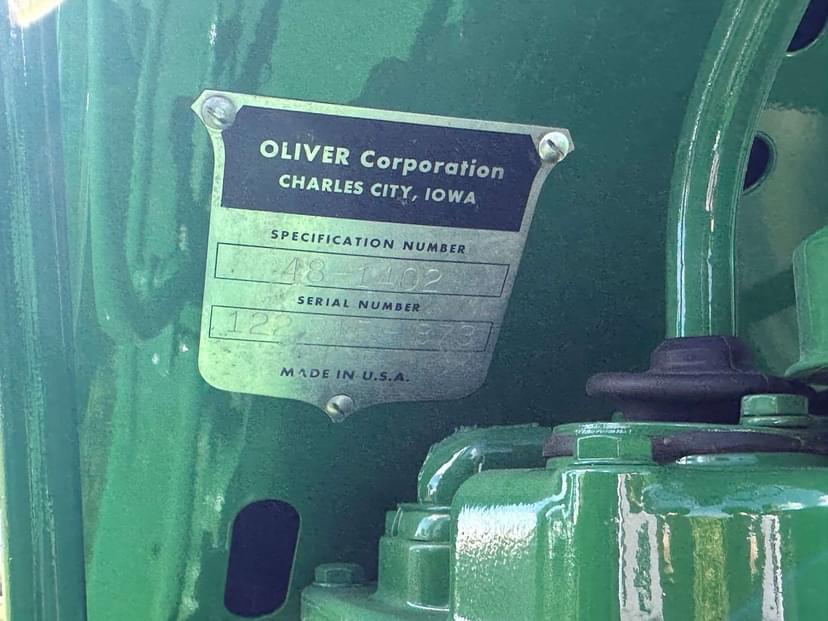 OLIVER Corporation
CHARLES CITY, IOWA
SPECIFICATION NUMBER
48-1402
SERIAL NUMBER
MADE IN U.S.A.